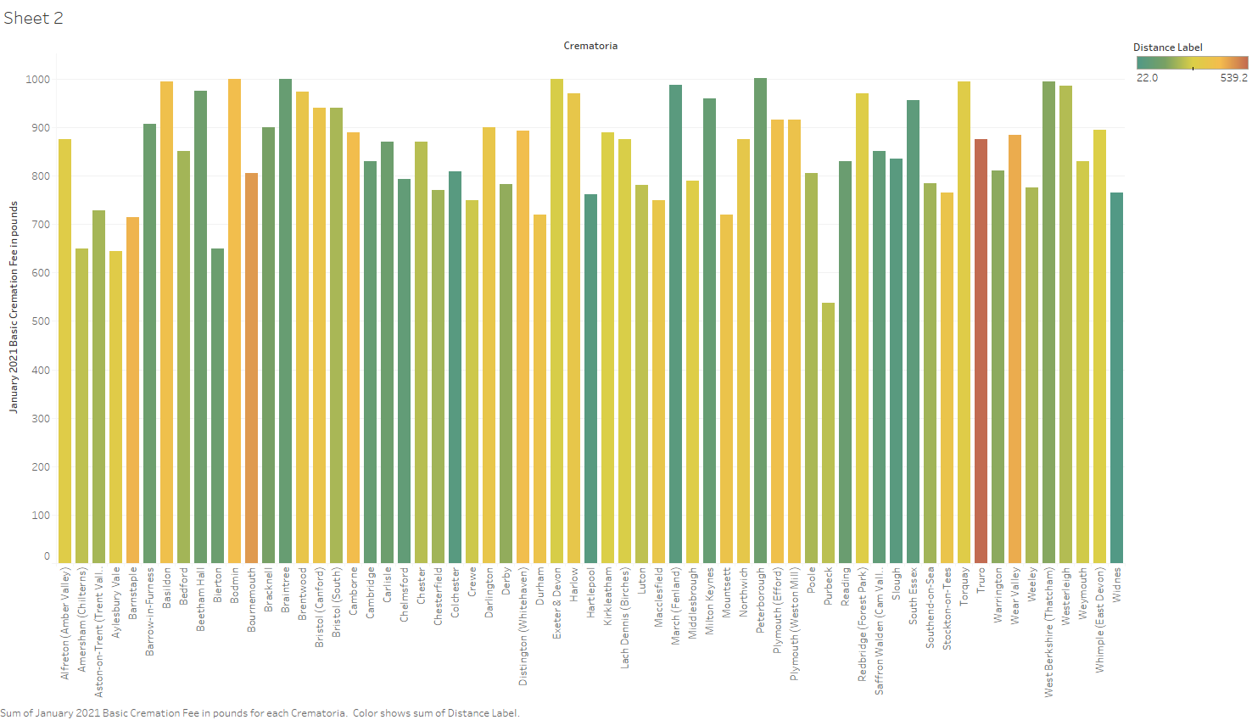 Sheet 2
Crematoria
Distance Label
22.0 539.2
January 2021 Basic Cremation Fee in pounds
1000
900
800
700
600
500
400
300
200
100
0
Alfreton (Amber Valley)
Amersham (Chilterns)
Aston-on-Trent (Trent Vall..
Aylesbury Vale
Barnstaple
Barrow-in-Furness
Basildon
Bedford
Beetham Hall
Bierton
Bodmin
Bournemouth
Bracknell
Braintree
Brentwood
Bristol (Canford)
Bristol (South)
Camborne
Cambridge
Carlisle
Chelmsford
Chester
Chesterfield
Colchester
Crewe
Darlington
Derby
Distington (Whitehaven)
Durham
Exeter & Devon
Harlow
Hartlepool
Kirkleatham
Lach Dennis (Birches)
Luton
Macclesfield
March (Fenland)
Middlesbrough
Milton Keynes
Mountsett
Northwich
Peterborough
Plymouth (Efford)
Plymouth (Weston Mill)
Poole
Purbeck
Reading
Redbridge (Forest Park)
Saffron Walden (Cam Vall..
Slough
South Essex
Southend-on-Sea
Stockton-on-Tees
Torquay
Truro
Warrington
Wear Valley
Weeley
West Berkshire (Thatcham)
Westerleigh
Weymouth
Whimple (East Devon)
Widnes
Sum of January 2021 Basic Cremation Fee in pounds for each Crematoria. Color shows sum of Distance Label.